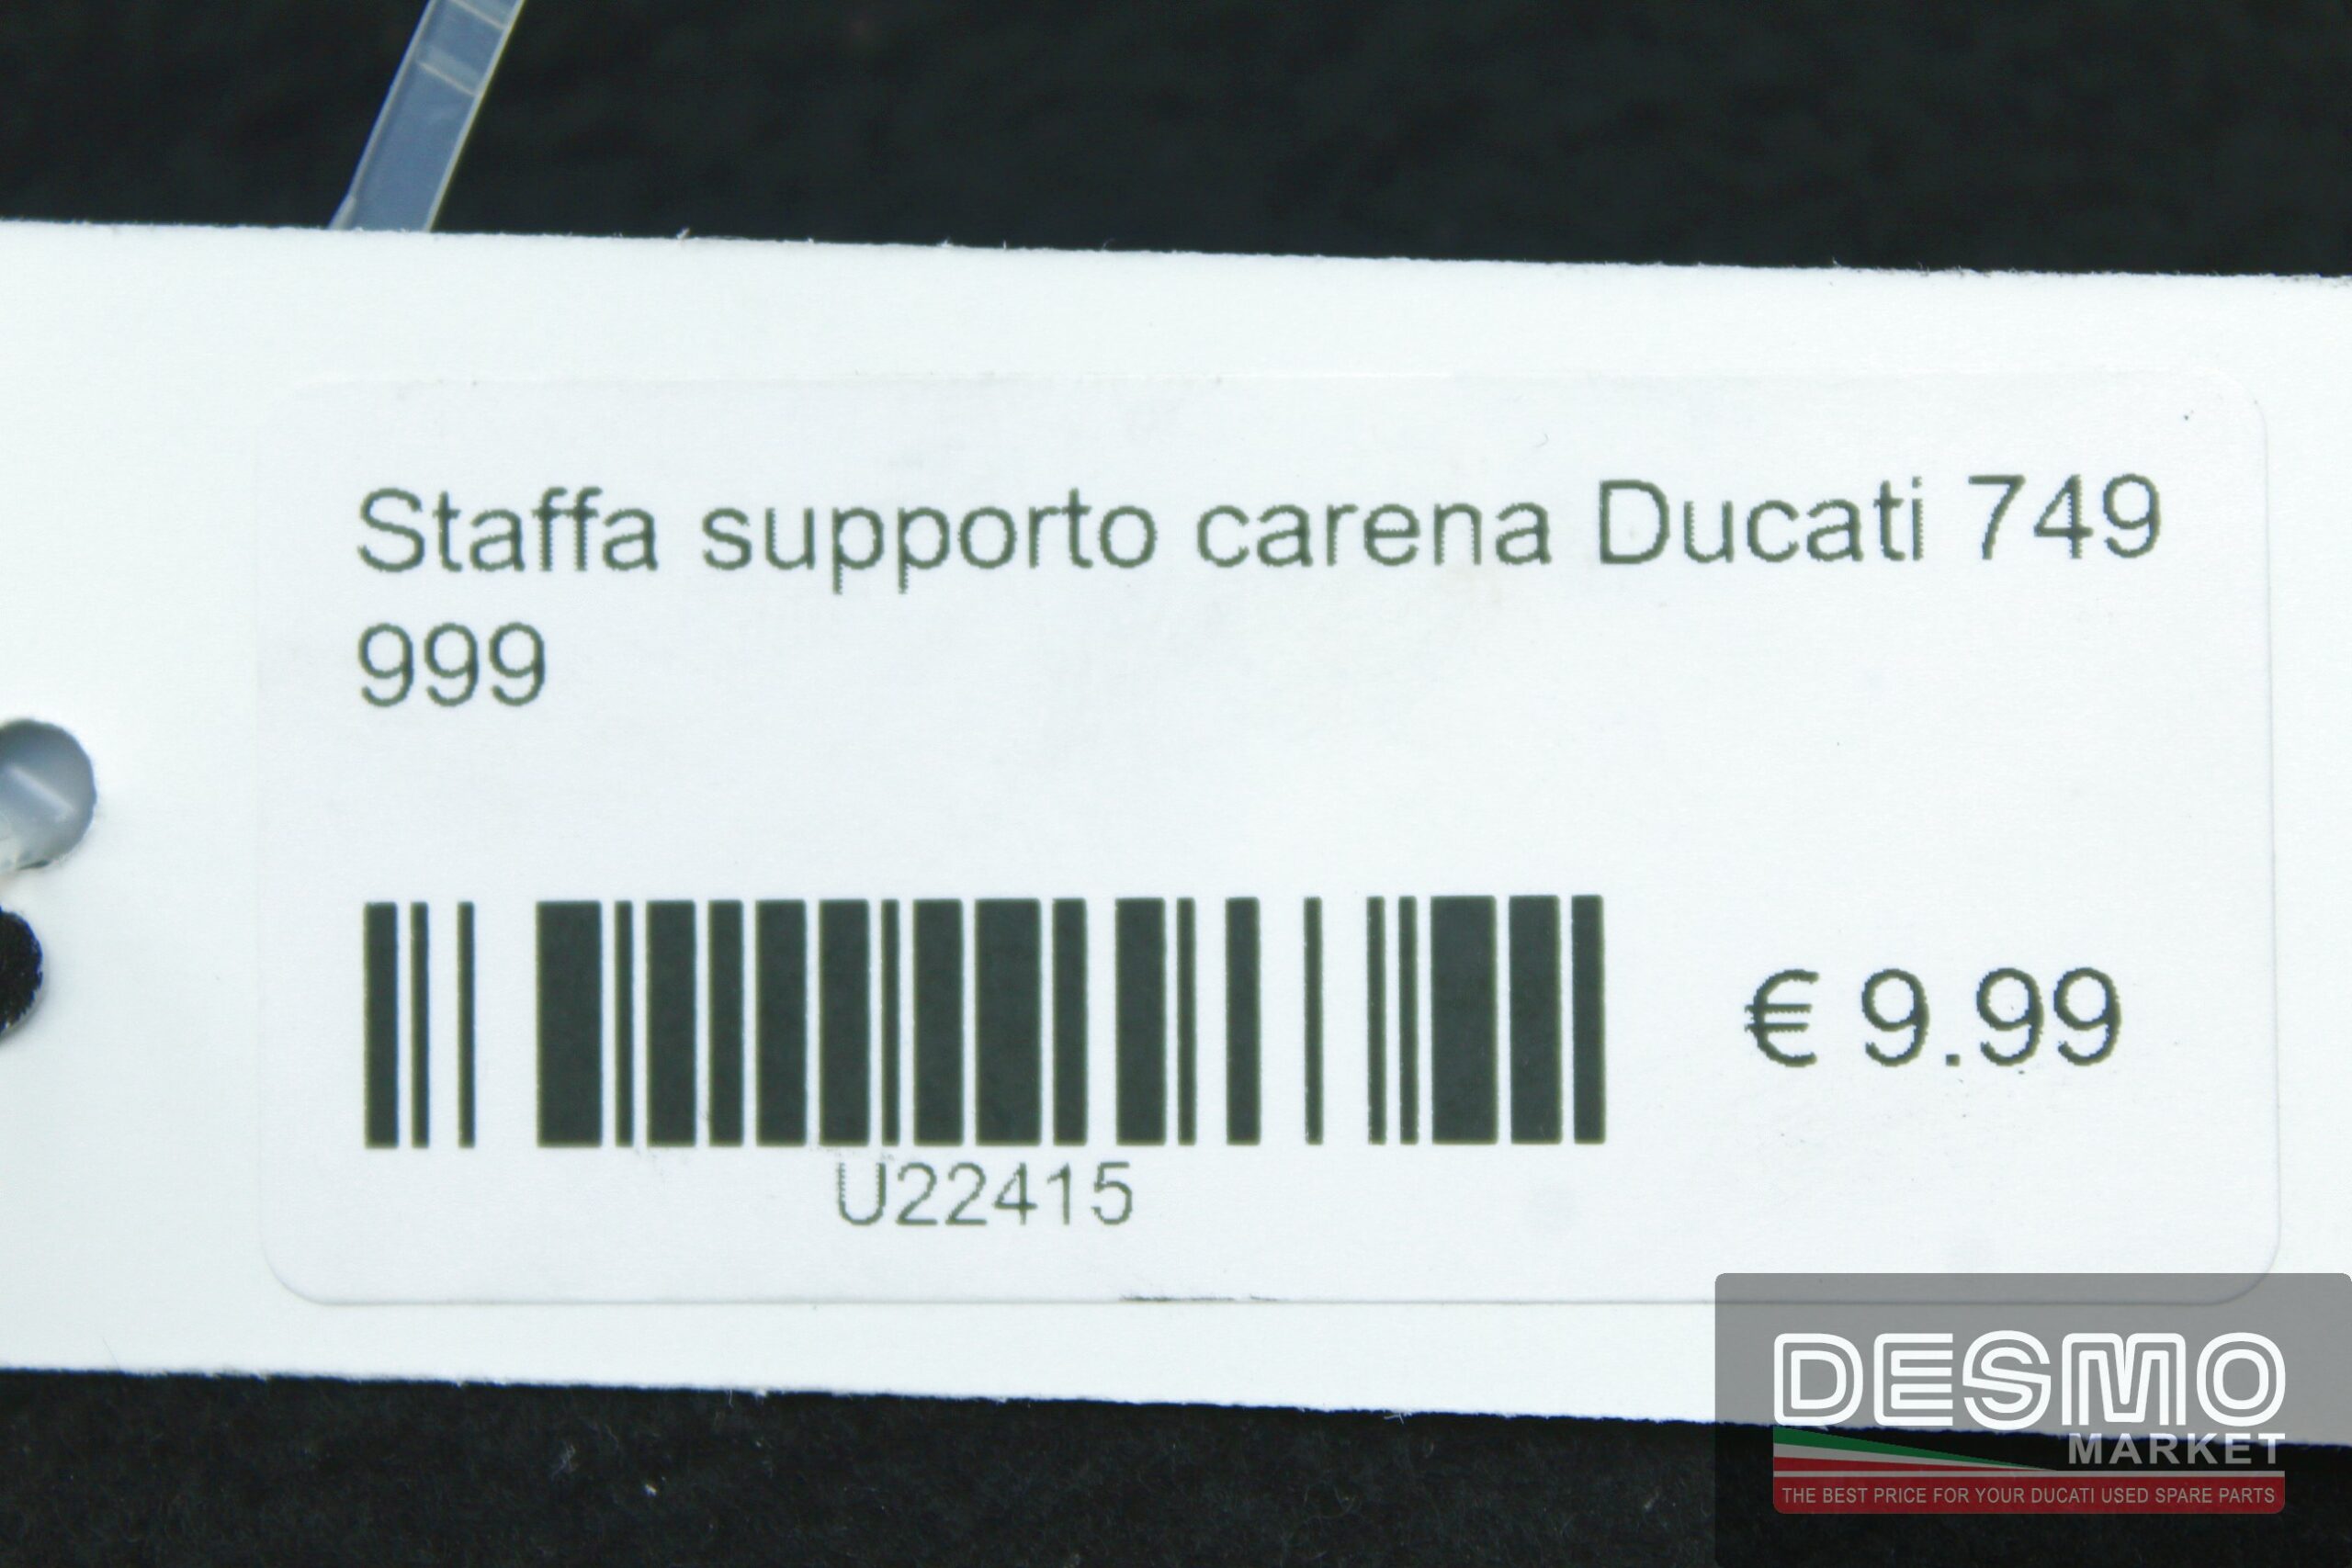 Staffa supporto carena Ducati 749
999
€ 9.99
U22415
DESMO
MARKET
THE BEST PRICE FOR YOUR DUCATI USED SPARE PARTS